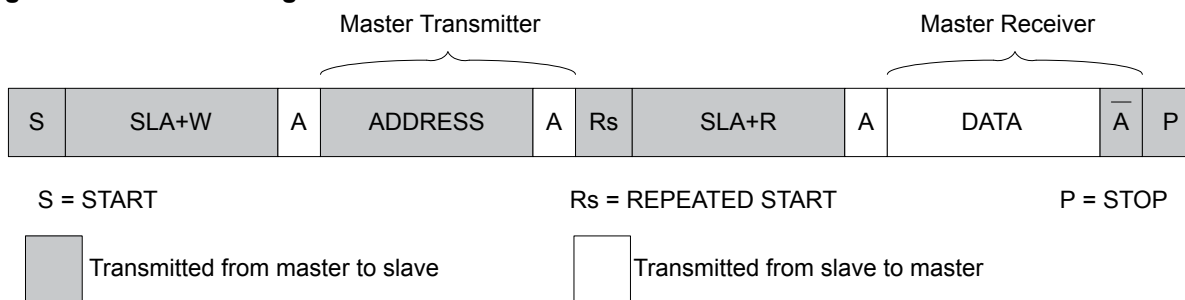 Master Transmitter Master Receiver
S SLA+W A ADDRESS A Rs SLA+R A DATA A̅ P
S = START Rs = REPEATED START P = STOP
Transmitted from master to slave Transmitted from slave to master